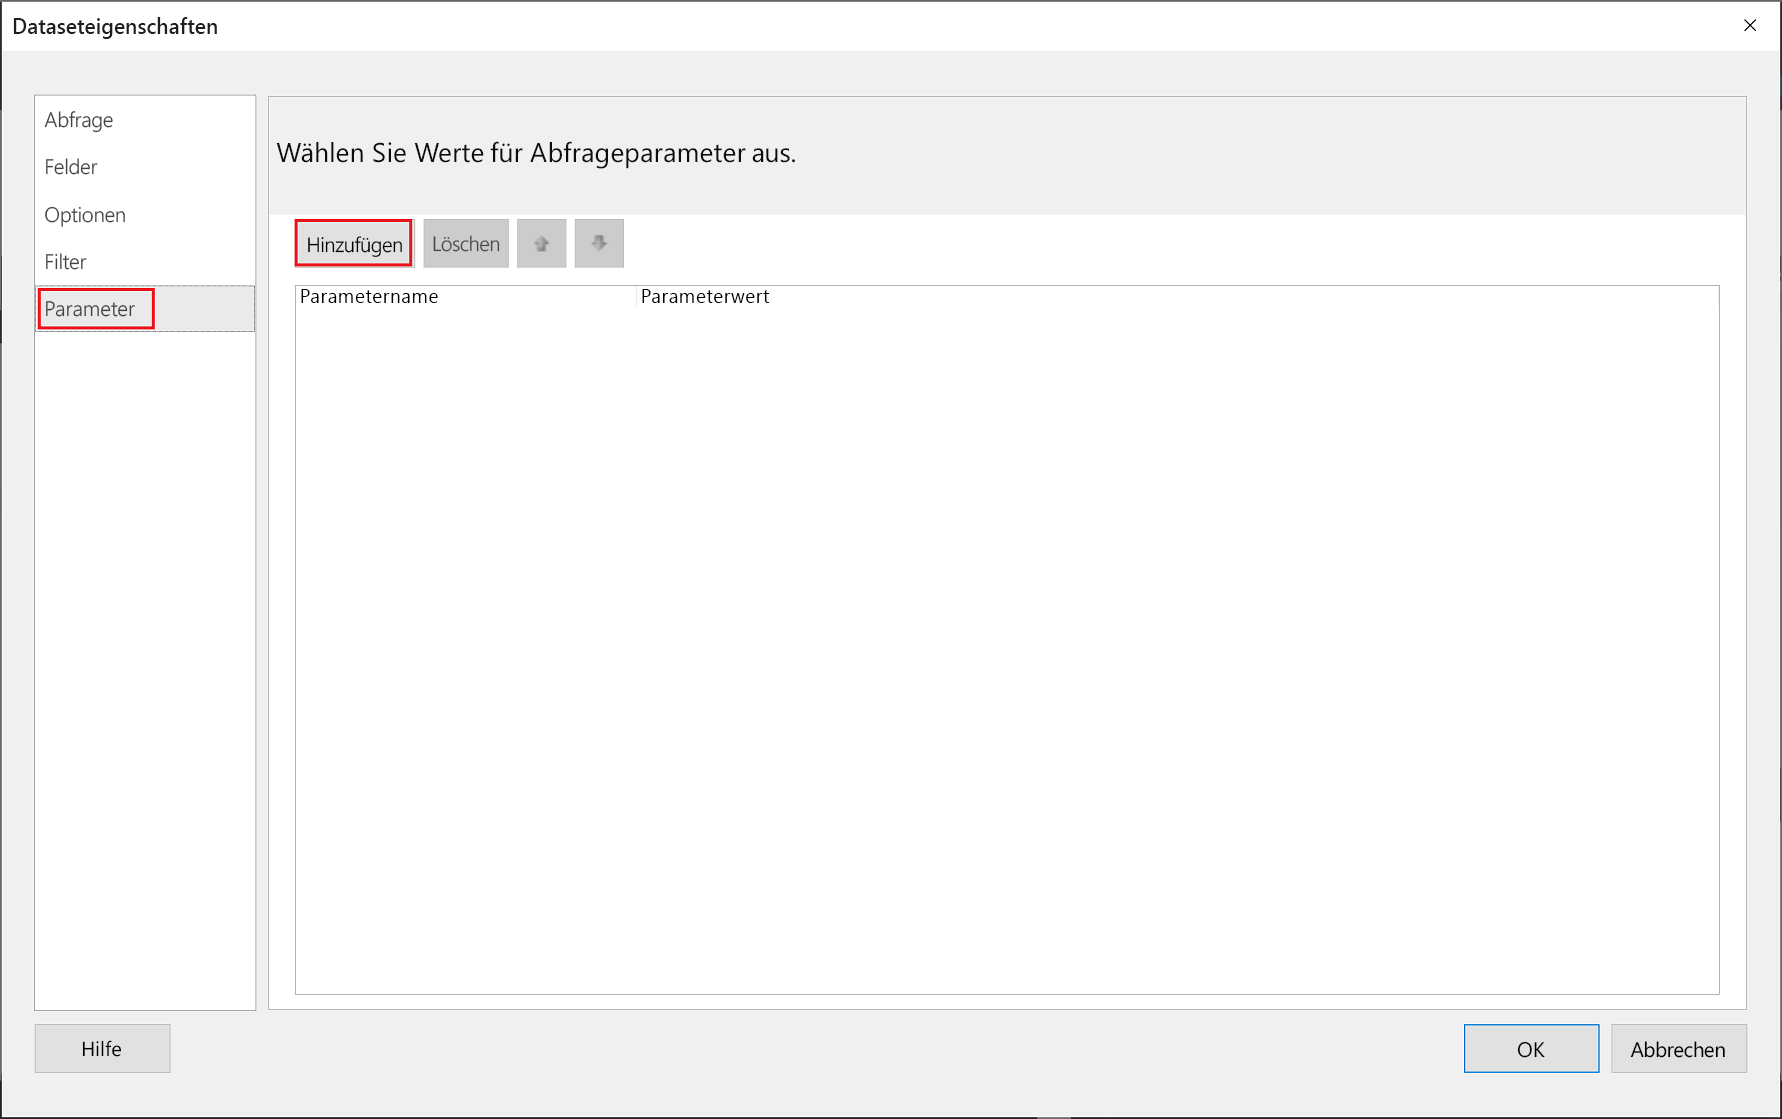 Dataseteigenschaften
Abfrage
Felder
Optionen
Filter
Parameter
Wählen Sie Werte für Abfrageparameter aus.
Hinzufügen Löschen
Parametername Parameterwert
Hilfe
OK Abbrechen